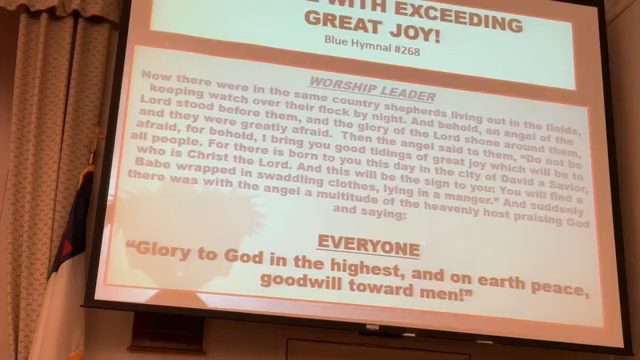 WITH EXCEEDING
GREAT JOY!
Blue Hymnal #268
WORSHIP LEADER
Now there were in the same country shepherds living out in the fields,
keeping watch over their flock by night. And behold, an angel of the
Lord stood before them, and the glory of the Lord shone around them,
and they were greatly afraid. Then the angel said to them, “Do not be
afraid, for behold, I bring you good tidings of great joy which will be to
all people. For there is born to you this day in the city of David a Savior,
who is Christ the Lord. And this will be the sign to you: You will find a
Babe wrapped in swaddling clothes, lying in a manger.” And suddenly
there was with the angel a multitude of the heavenly host praising God
and saying:
EVERYONE
“Glory to God in the highest, and on earth peace,
goodwill toward men!”